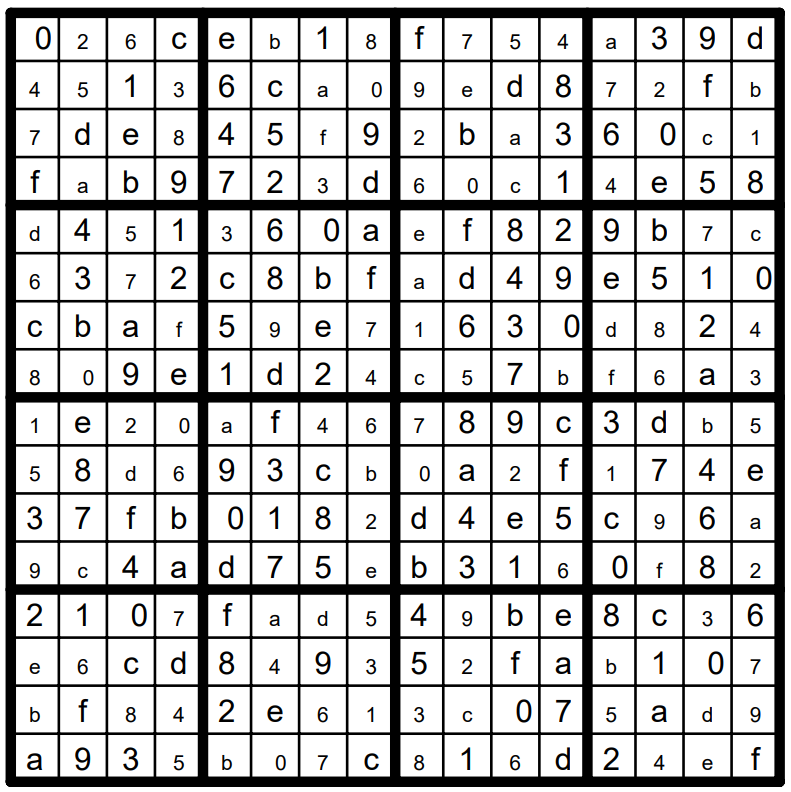 0 2 6 c e b 1 8 f 7 5 4 a 3 9 d
4 5 1 3 6 c a 0 9 e d 8 7 2 f b
7 d e 8 4 5 f 9 2 b a 3 6 0 c 1
f a b 9 7 2 3 d 6 0 c 1 4 e 5 8
d 4 5 1 3 6 0 a e f 8 2 9 b 7 c
6 3 7 2 c 8 b f a d 4 9 e 5 1 0
c b a f 5 9 e 7 1 6 3 0 d 8 2 4
8 0 9 e 1 d 2 4 c 5 7 b f 6 a 3
1 e 2 0 a f 4 6 7 8 9 c 3 d b 5
5 8 d 6 9 3 c b 0 a 2 f 1 7 4 e
3 7 f b 0 1 8 2 d 4 e 5 c 9 6 a
9 c 4 a d 7 5 e b 3 1 6 0 f 8 2
2 1 0 7 f a d 5 4 9 b e 8 c 3 6
e 6 c d 8 4 9 3 5 2 f a b 1 0 7
b f 8 4 2 e 6 1 3 c 0 7 5 a d 9
a 9 3 5 b 0 7 c 8 1 6 d 2 4 e f